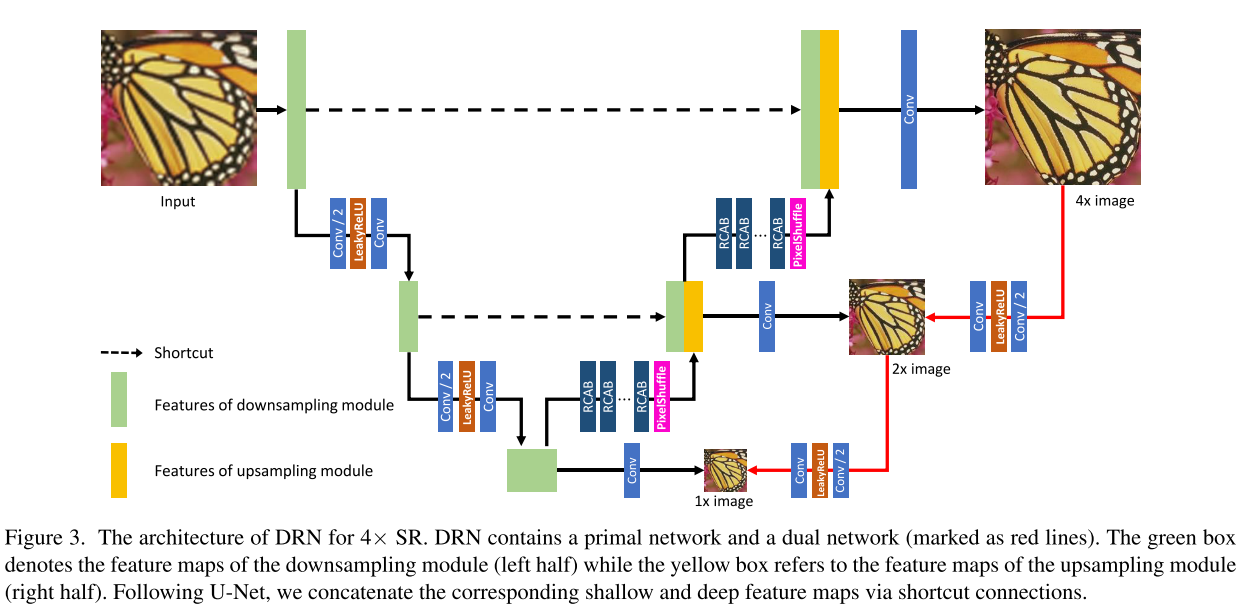 Input
Conv
4x image
Conv / 2
LeakyReLU
Conv
RCAB
RCAB
...
RCAB
PixelShuffle
Conv
2x image
Conv
LeakyReLU
Conv / 2
Shortcut
Features of downsampling module
Features of upsampling module
Conv / 2
LeakyReLU
Conv
RCAB
RCAB
...
RCAB
PixelShuffle
Conv
1x image
Conv
LeakyReLU
Conv / 2
Figure 3. The architecture of DRN for 4× SR. DRN contains a primal network and a dual network (marked as red lines). The green box
denotes the feature maps of the downsampling module (left half) while the yellow box refers to the feature maps of the upsampling module
(right half). Following U-Net, we concatenate the corresponding shallow and deep feature maps via shortcut connections.